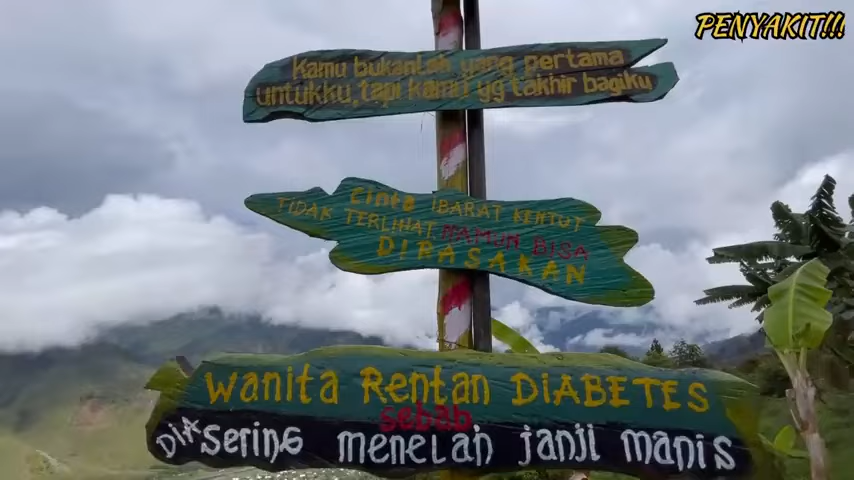 PENYAKIT!!!
Kamu bukanlah yang pertama
untukku, tapi kamu yg takhir bagiku
Cinta IBARAT KENTUT
TIDAK TERLIHAT NAMUN BISA
DIRASAKAN
Wanita Rentan DIABETES
sebab
DIA sering menelan janji manis